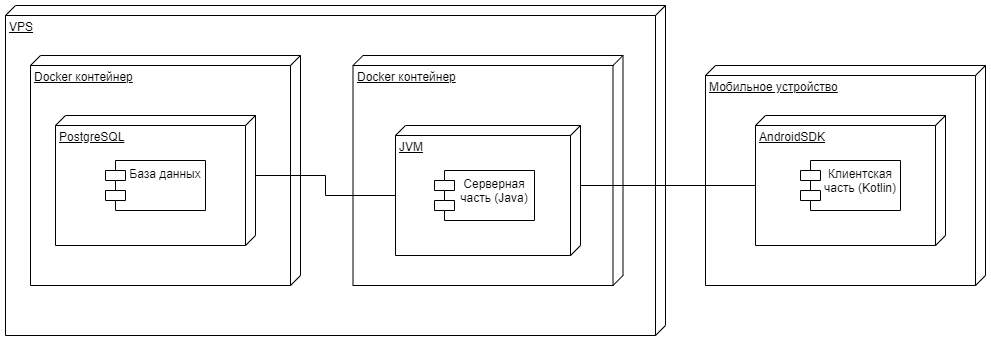 VPS
Docker контейнер
PostgreSQL
База данных
Docker контейнер
JVM
Серверная
часть (Java)
Мобильное устройство
AndroidSDK
Клиентская
часть (Kotlin)